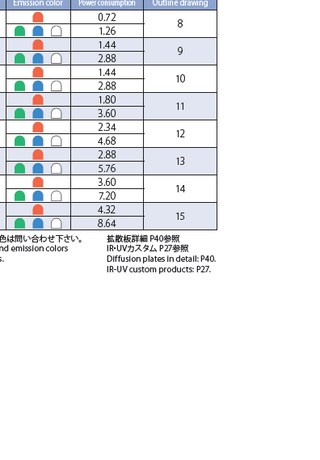 Emission color Power consumption Outline drawing
0.72 8
1.26
1.44 9
2.88
1.44 10
2.88
1.80 11
3.60
2.34 12
4.68
2.88 13
5.76
3.60 14
7.20
4.32 15
8.64
色は問い合わせ下さい。
nd emission colors
s.
拡散板詳細 P40参照
IR・UVカスタム P27参照
Diffusion plates in detail: P40.
IR-UV custom products: P27.